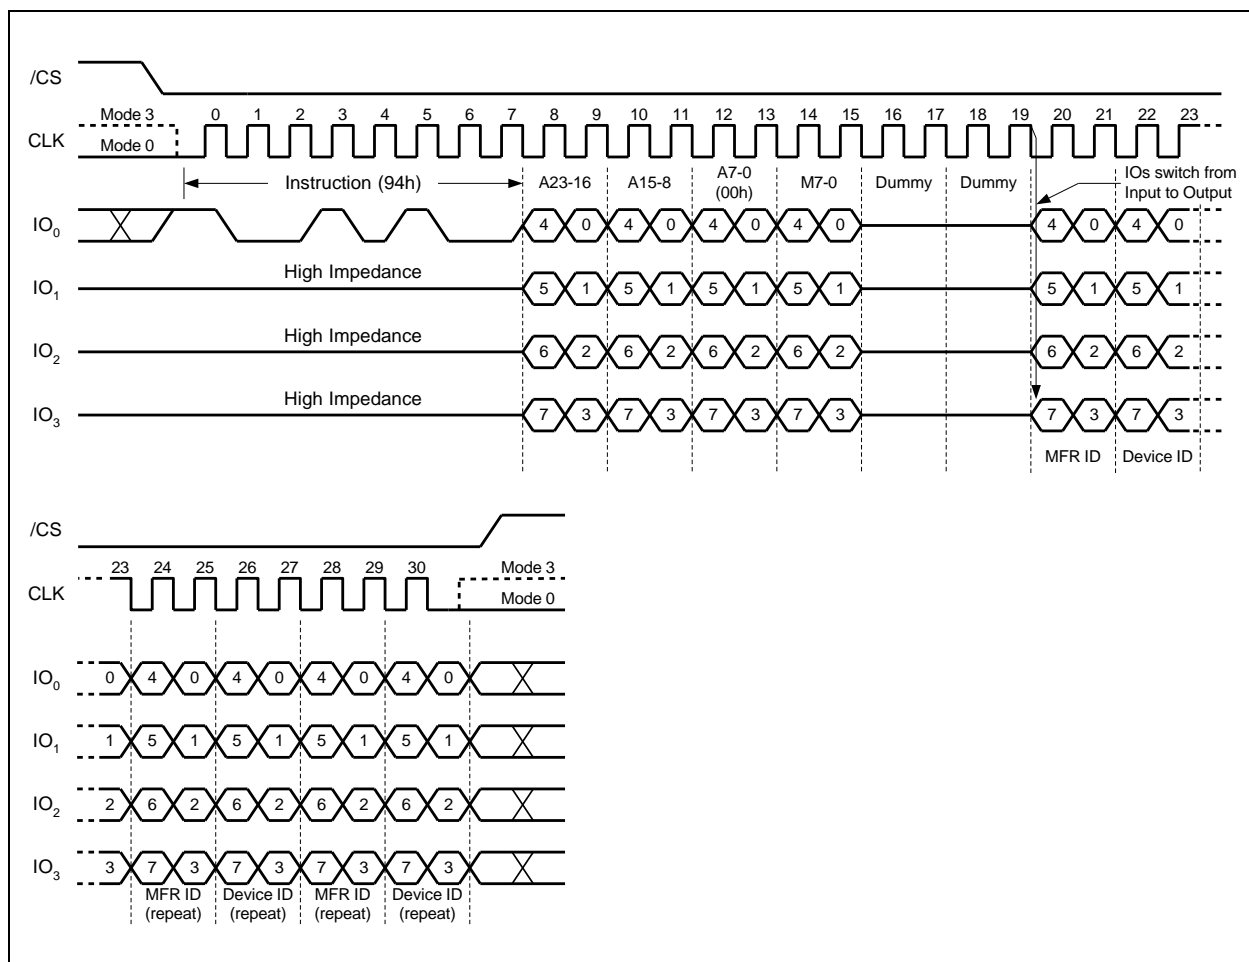 /CS
Mode 3 0 1 2 3 4 5 6 7 8 9 10 11 12 13 14 15 16 17 18 19 20 21 22 23
CLK Mode 0
Instruction (94h) A23-16 A15-8 A7-0 (00h) M7-0 Dummy Dummy IOs switch from Input to Output
IO0 4 0 4 0 4 0 4 0 4 0 4 0
High Impedance
IO1 5 1 5 1 5 1 5 1 5 1 5 1
High Impedance
IO2 6 2 6 2 6 2 6 2 6 2 6 2
High Impedance
IO3 7 3 7 3 7 3 7 3 7 3 7 3
MFR ID Device ID
/CS
23 24 25 26 27 28 29 30 Mode 3
CLK Mode 0
IO0 0 4 0 4 0 4 0 4 0
IO1 1 5 1 5 1 5 1 5 1
IO2 2 6 2 6 2 6 2 6 2
IO3 3 7 3 7 3 7 3 7 3
MFR ID Device ID MFR ID Device ID
(repeat) (repeat) (repeat) (repeat)